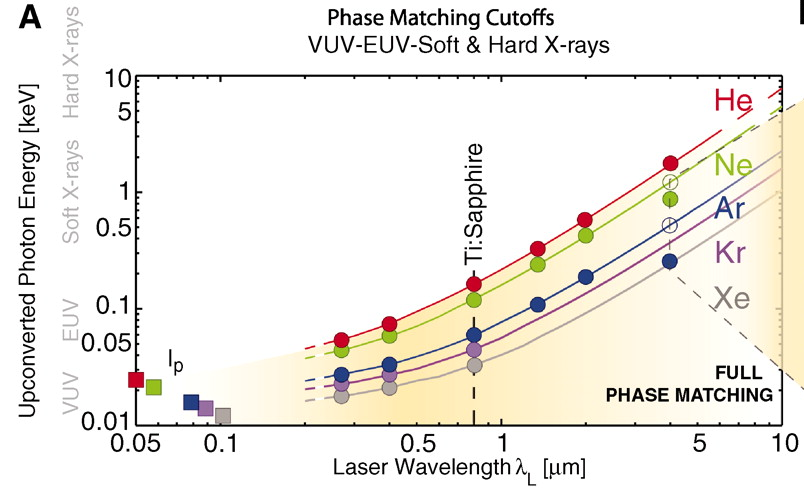 A
Phase Matching Cutoffs
VUV-EUV-Soft & Hard X-rays
Upconverted Photon Energy [keV]
VUV EUV Soft X-rays Hard X-rays
10
5
1
0.5
0.1
0.05
0.01
He
Ne
Ar
Kr
Xe
Ti:Sapphire
Ip
FULL
PHASE MATCHING
0.05 0.1 0.5 1 5 10
Laser Wavelength λL [μm]